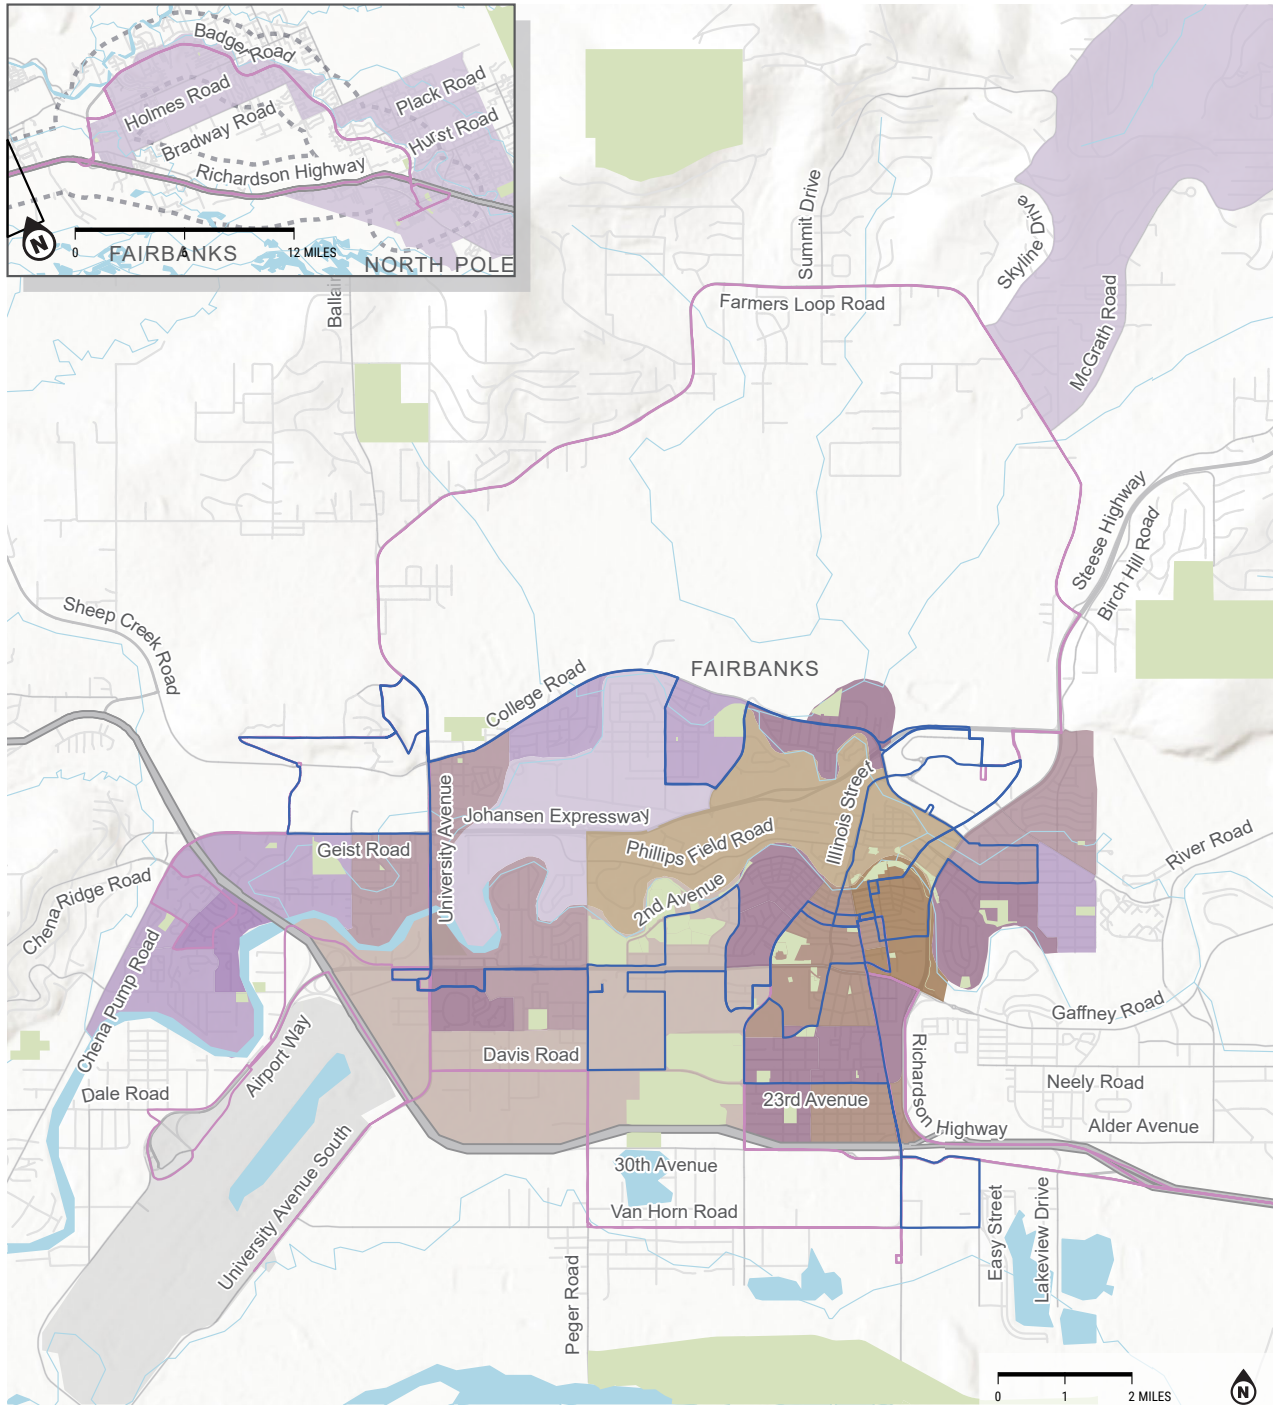 Badger Road
Holmes Road
Plack Road
Bradway Road
Hurst Road
Richardson Highway
N
0
6
12 MILES
FAIRBANKS
NORTH POLE
Summit Drive
Skyline Drive
Farmers Loop Road
McGrath Road
Steese Highway
Birch Hill Road
Sheep Creek Road
FAIRBANKS
College Road
Johansen Expressway
University Avenue
Illinois Street
Phillips Field Road
Geist Road
River Road
Chena Ridge Road
2nd Avenue
Chena Pump Road
Gaffney Road
Airport Way
Davis Road
Richardson Highway
Neely Road
Dale Road
23rd Avenue
Alder Avenue
University Avenue South
30th Avenue
Van Horn Road
Easy Street
Lakeview Drive
Peger Road
0
1
2 MILES
N